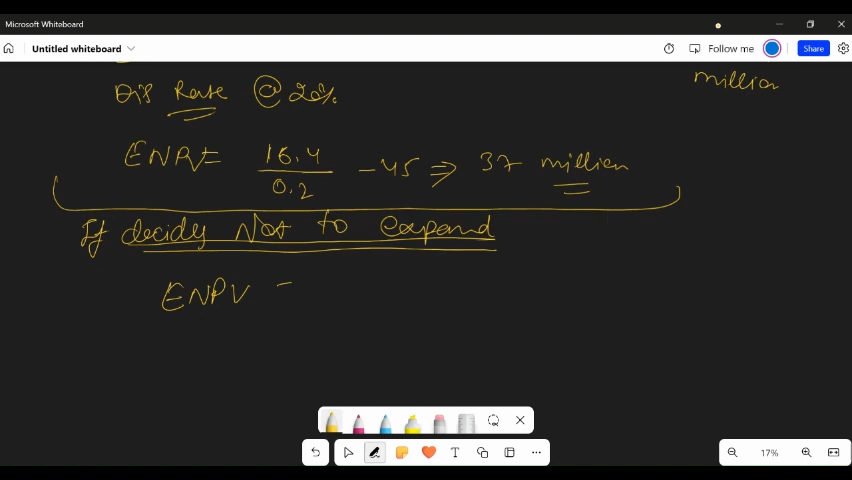 Microsoft Whiteboard
Untitled whiteboard
Follow me
Share
million
Dis Rate @ 20%
ENPV = 16.4 / 0.2 - 45 ⇒ 37 million
If decidy Not to expand
ENPV -
17%